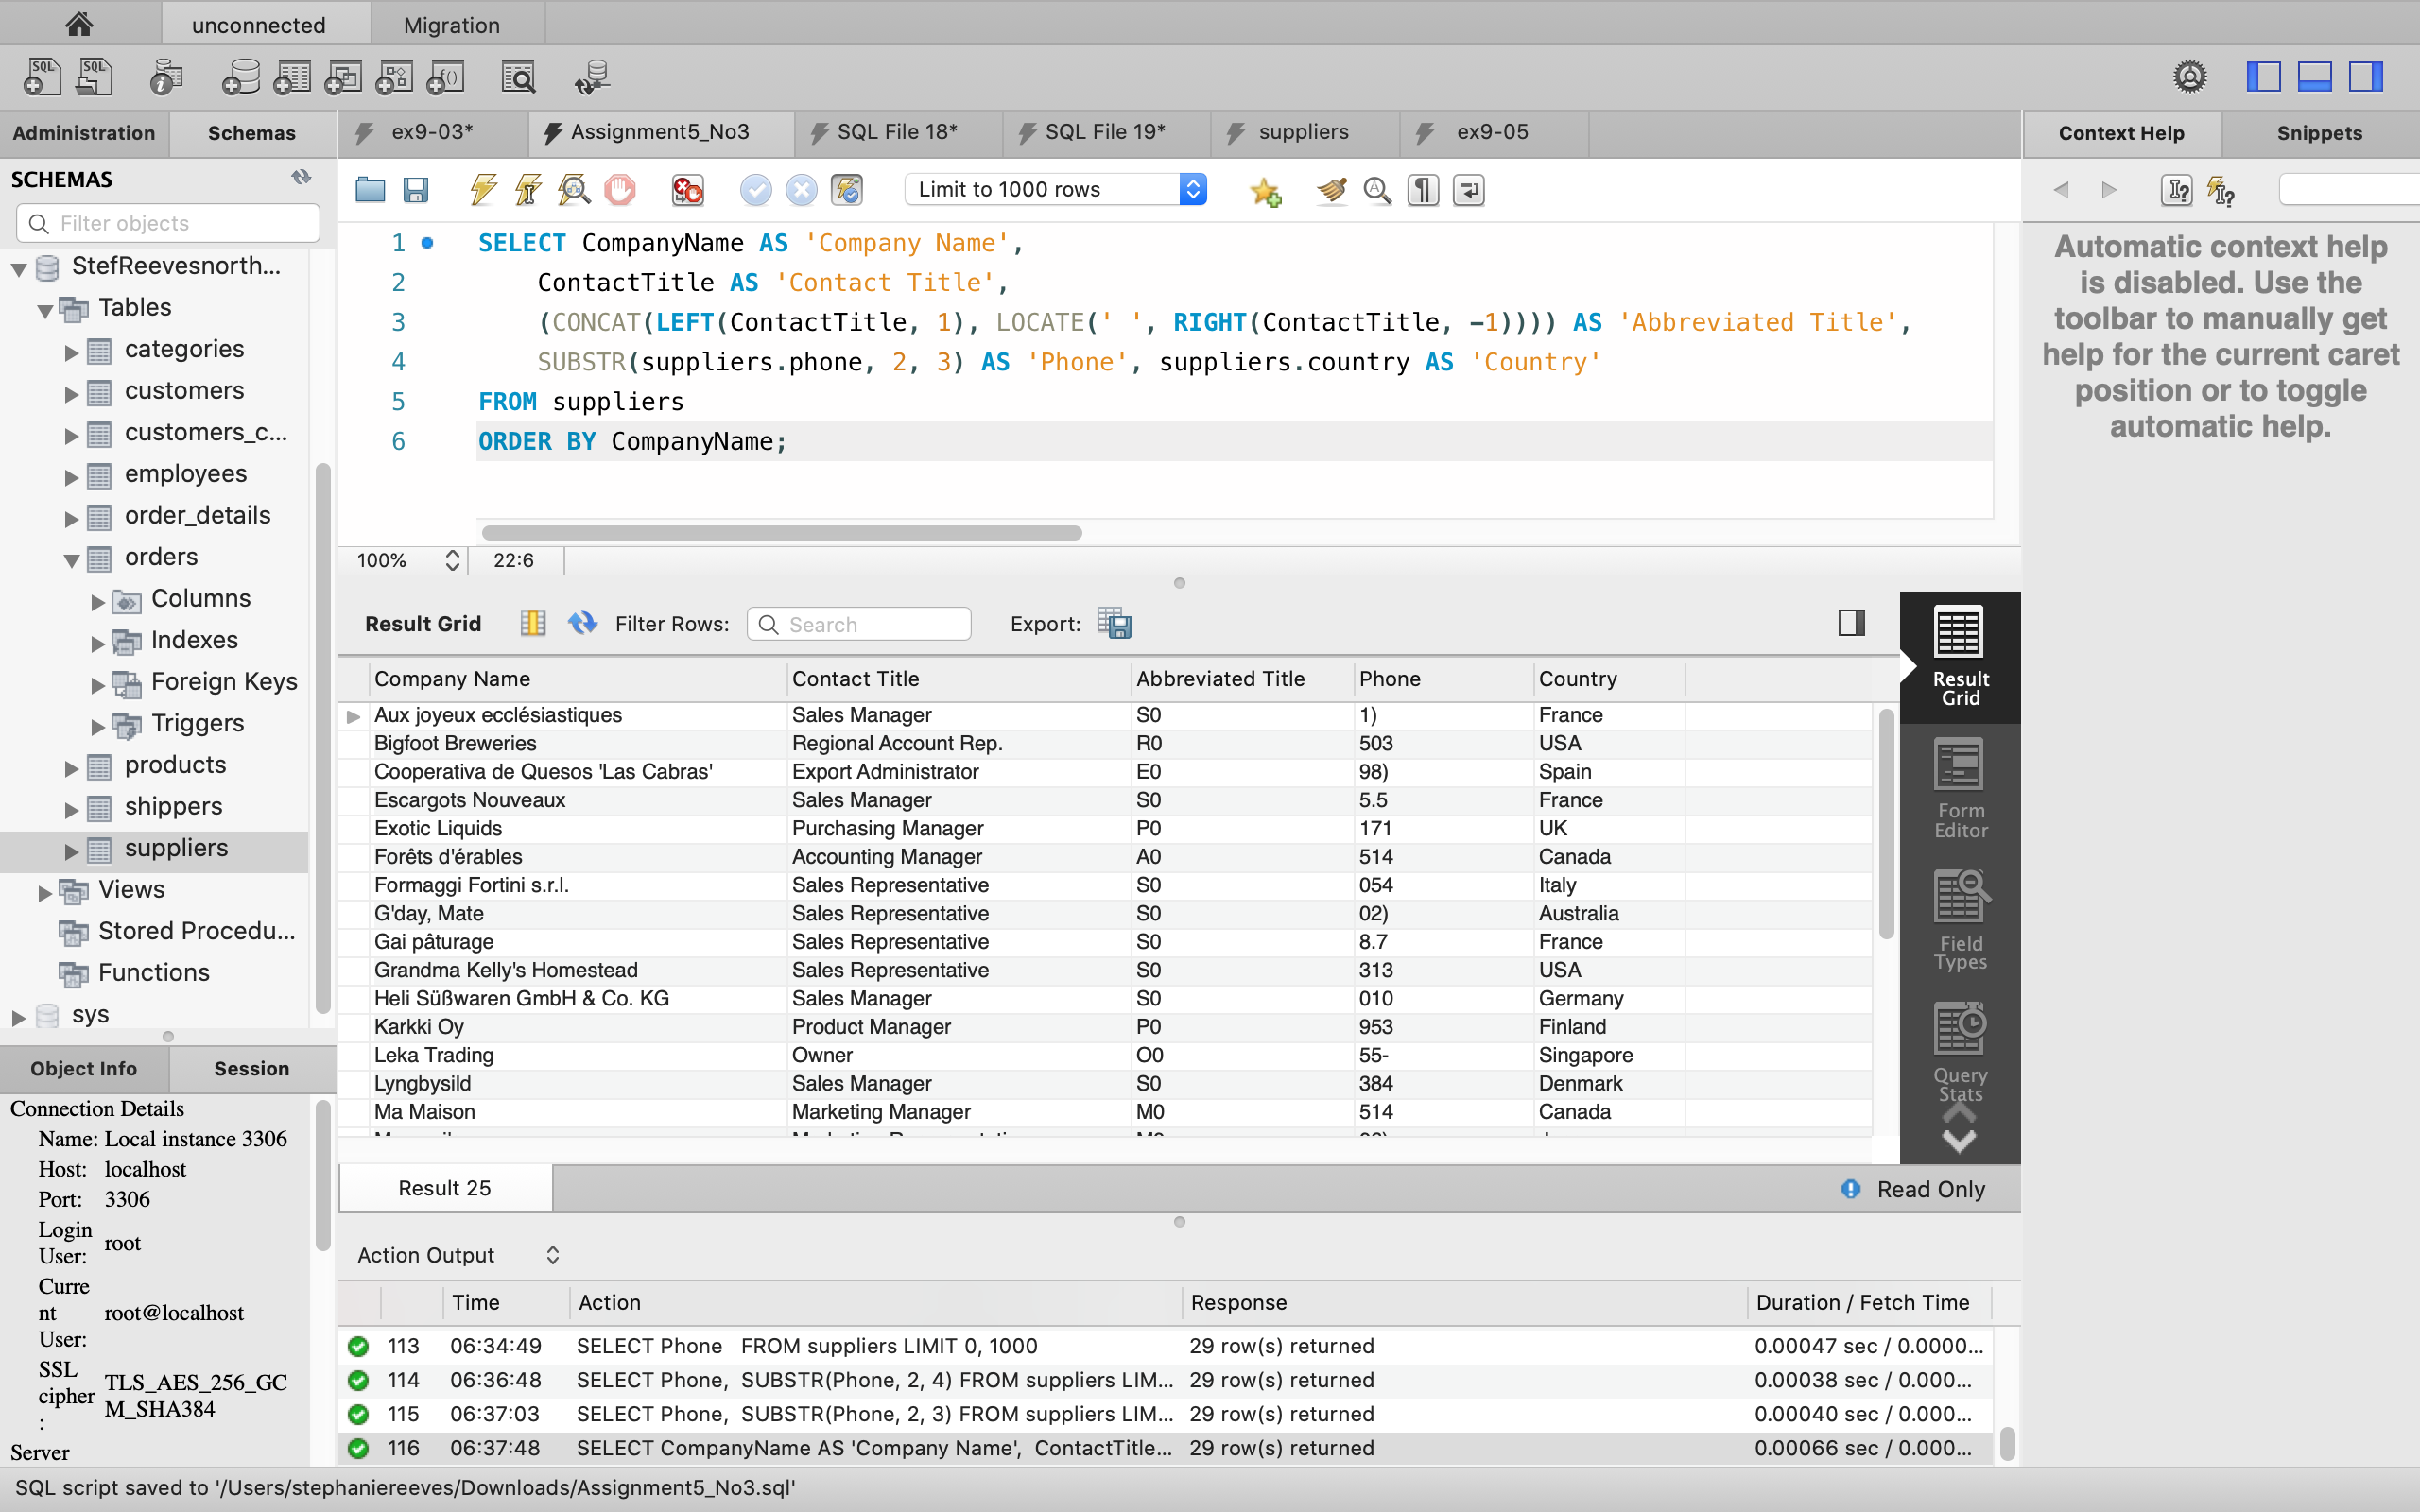 unconnected
Migration
Administration
Schemas
ex9-03*
Assignment5_No3
SQL File 18*
SQL File 19*
suppliers
ex9-05
Context Help
Snippets
SCHEMAS
Filter objects
Limit to 1000 rows
StefReevesnorth...
Tables
categories
customers
customers_c...
employees
order_details
orders
Columns
Indexes
Foreign Keys
Triggers
products
shippers
suppliers
Views
Stored Procedu...
Functions
sys
1 SELECT CompanyName AS 'Company Name',
2 ContactTitle AS 'Contact Title',
3 (CONCAT(LEFT(ContactTitle, 1), LOCATE(' ', RIGHT(ContactTitle, -1)))) AS 'Abbreviated Title',
4 SUBSTR(suppliers.phone, 2, 3) AS 'Phone', suppliers.country AS 'Country'
5 FROM suppliers
6 ORDER BY CompanyName;
100% 22:6
Automatic context help
is disabled. Use the
toolbar to manually get
help for the current caret
position or to toggle
automatic help.
Result Grid Filter Rows: Search Export:
Company Name Contact Title Abbreviated Title Phone Country
Aux joyeux ecclésiastiques Sales Manager S0 1) France
Bigfoot Breweries Regional Account Rep. R0 503 USA
Cooperativa de Quesos 'Las Cabras' Export Administrator E0 98) Spain
Escargots Nouveaux Sales Manager S0 5.5 France
Exotic Liquids Purchasing Manager P0 171 UK
Forêts d'érables Accounting Manager A0 514 Canada
Formaggi Fortini s.r.l. Sales Representative S0 054 Italy
G'day, Mate Sales Representative S0 02) Australia
Gai pâturage Sales Representative S0 8.7 France
Grandma Kelly's Homestead Sales Representative S0 313 USA
Heli Süßwaren GmbH & Co. KG Sales Manager S0 010 Germany
Karkki Oy Product Manager P0 953 Finland
Leka Trading Owner O0 55- Singapore
Lyngbysild Sales Manager S0 384 Denmark
Ma Maison Marketing Manager M0 514 Canada
Result
Grid
Form
Editor
Field
Types
Query
Stats
Result 25
Read Only
Object Info
Session
Connection Details
Name: Local instance 3306
Host: localhost
Port: 3306
Login
User: root
Curre
nt
User: root@localhost
SSL
cipher
: TLS_AES_256_GC
M_SHA384
Server
Action Output
Time Action Response Duration / Fetch Time
113 06:34:49 SELECT Phone FROM suppliers LIMIT 0, 1000 29 row(s) returned 0.00047 sec / 0.0000...
114 06:36:48 SELECT Phone, SUBSTR(Phone, 2, 4) FROM suppliers LIM... 29 row(s) returned 0.00038 sec / 0.000...
115 06:37:03 SELECT Phone, SUBSTR(Phone, 2, 3) FROM suppliers LIM... 29 row(s) returned 0.00040 sec / 0.000...
116 06:37:48 SELECT CompanyName AS 'Company Name', ContactTitle... 29 row(s) returned 0.00066 sec / 0.000...
SQL script saved to '/Users/stephaniereeves/Downloads/Assignment5_No3.sql'